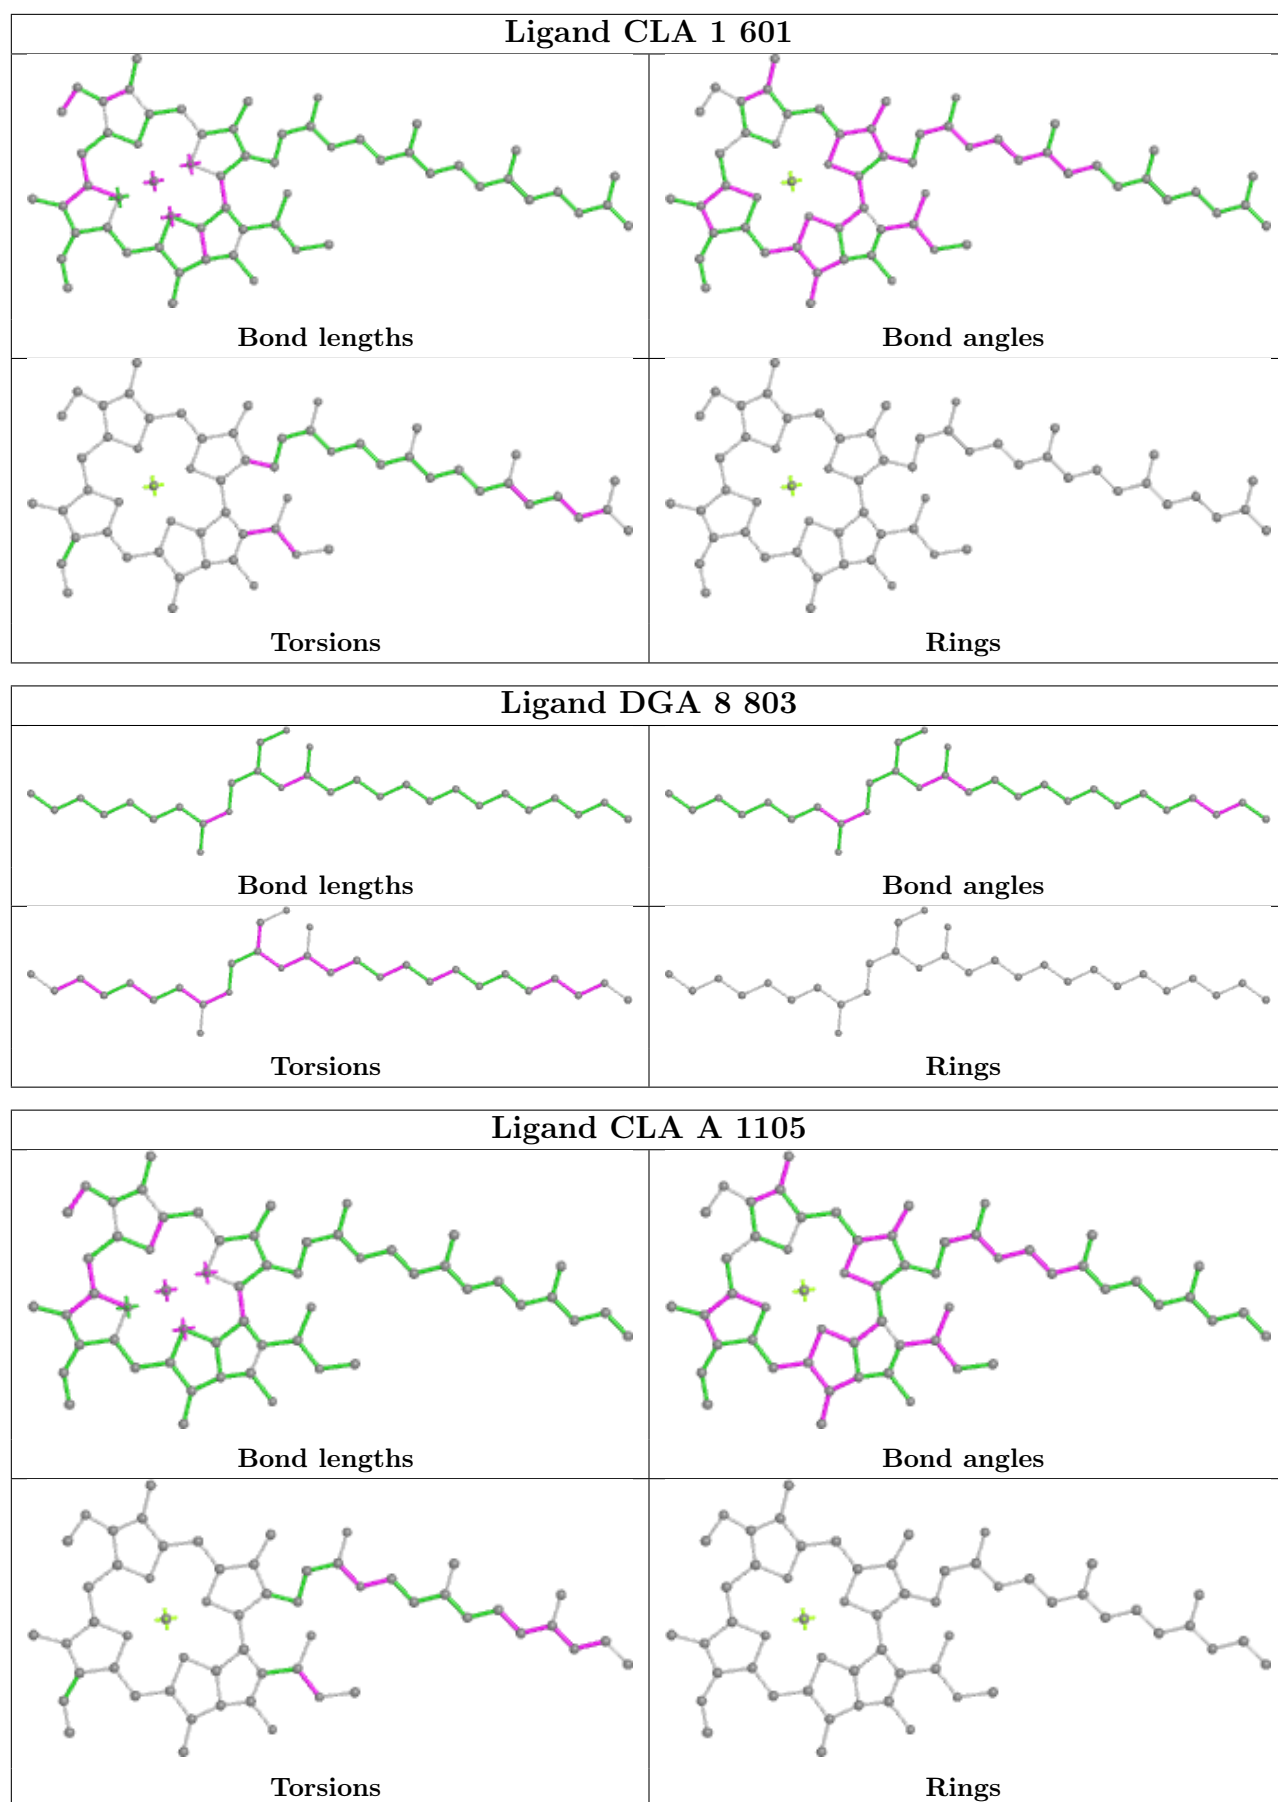 Ligand CLA 1 601
Bond lengths
Bond angles
Torsions
Rings
Ligand DGA 8 803
Bond lengths
Bond angles
Torsions
Rings
Ligand CLA A 1105
Bond lengths
Bond angles
Torsions
Rings